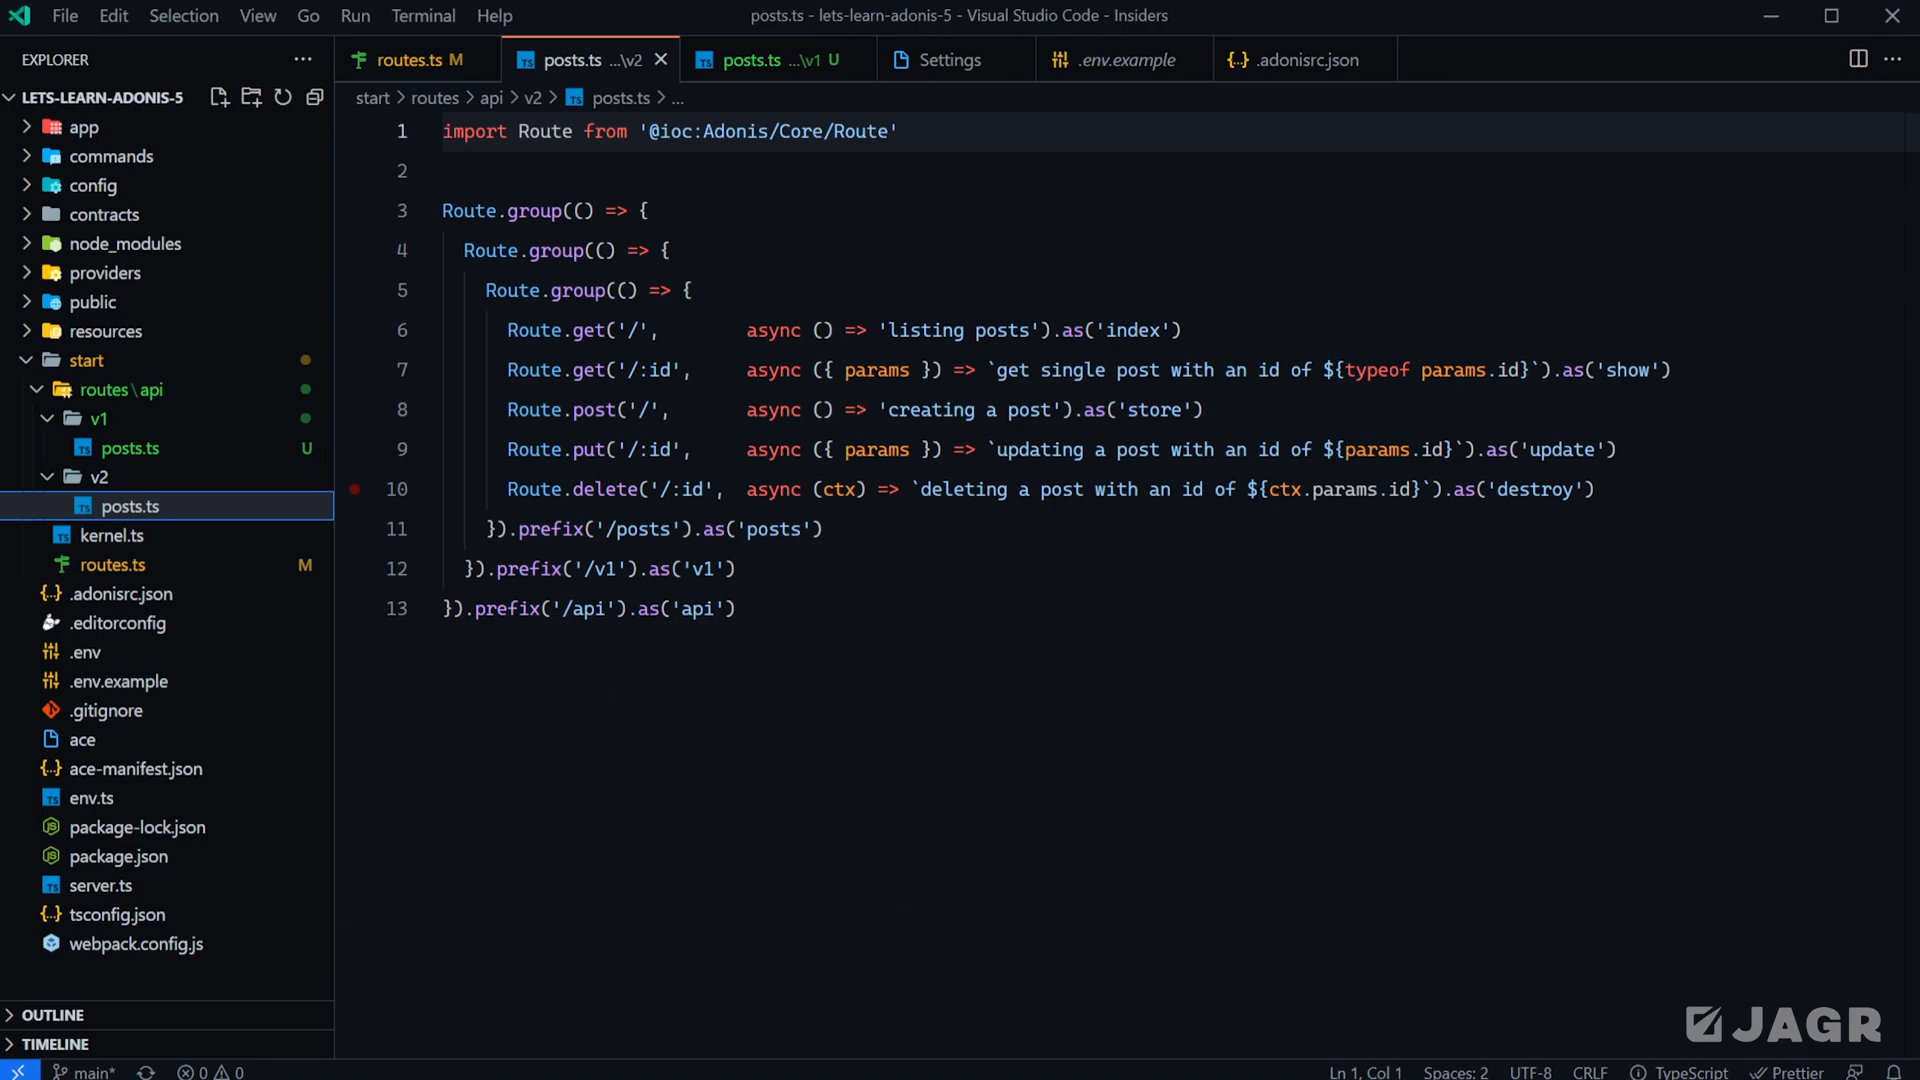 File Edit Selection View Go Run Terminal Help posts.ts - lets-learn-adonis-5 - Visual Studio Code - Insiders
EXPLORER
routes.ts M posts.ts ...\v2 posts.ts ...\v1 U Settings .env.example .adonisrc.json
LETS-LEARN-ADONIS-5
start routes api v2 posts.ts ...
app
commands
config
contracts
node_modules
providers
public
resources
start
routes\api
v1
posts.ts U
v2
posts.ts
kernel.ts
routes.ts M
.adonisrc.json
.editorconfig
.env
.env.example
.gitignore
ace
ace-manifest.json
env.ts
package-lock.json
package.json
server.ts
tsconfig.json
webpack.config.js
OUTLINE
TIMELINE
1 import Route from '@ioc:Adonis/Core/Route'
2
3 Route.group(() => {
4 Route.group(() => {
5 Route.group(() => {
6 Route.get('/', async () => 'listing posts').as('index')
7 Route.get('/:id', async ({ params }) => `get single post with an id of ${typeof params.id}`).as('show')
8 Route.post('/', async () => 'creating a post').as('store')
9 Route.put('/:id', async ({ params }) => `updating a post with an id of ${params.id}`).as('update')
10 Route.delete('/:id', async (ctx) => `deleting a post with an id of ${ctx.params.id}`).as('destroy')
11 }).prefix('/posts').as('posts')
12 }).prefix('/v1').as('v1')
13 }).prefix('/api').as('api')
JAGR
main* 0 0 Ln 1, Col 1 Spaces: 2 UTF-8 CRLF TypeScript Prettier